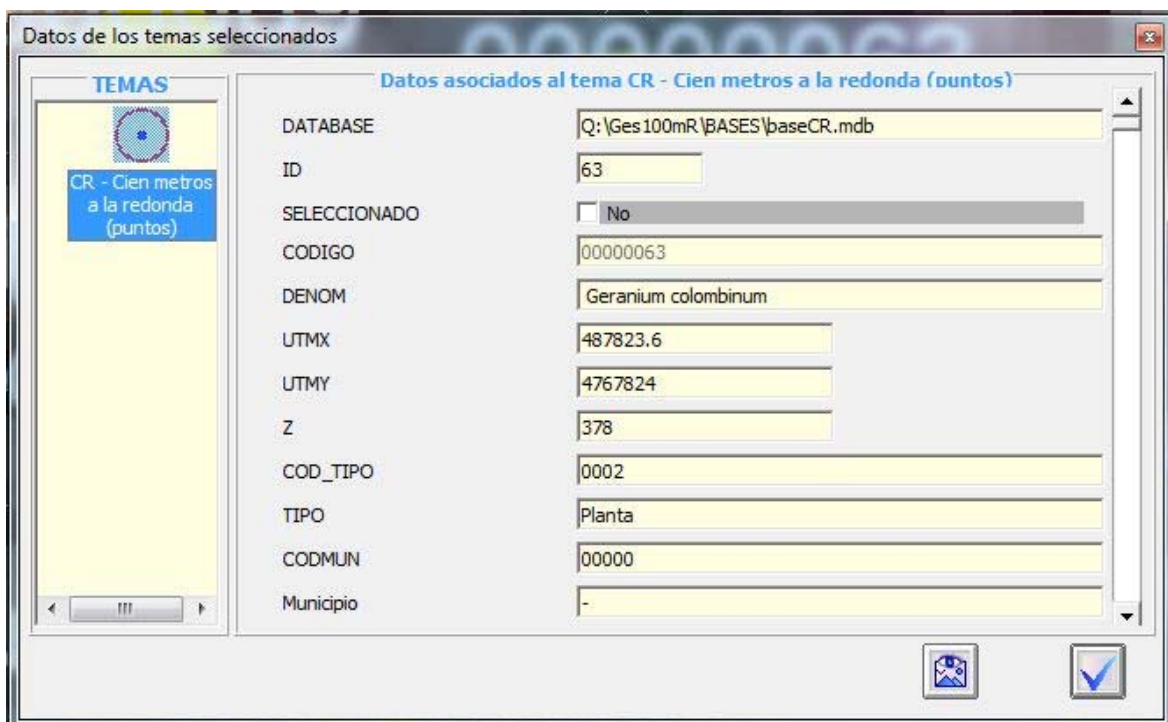 00000063
Datos de los temas seleccionados
TEMAS
CR - Cien metros
a la redonda
(puntos)
Datos asociados al tema CR - Cien metros a la redonda (puntos)
DATABASE Q:\Ges100mR\BASES\baseCR.mdb
ID 63
SELECCIONADO No
CODIGO 00000063
DENOM Geranium colombinum
UTMX 487823.6
UTMY 4767824
Z 378
COD_TIPO 0002
TIPO Planta
CODMUN 00000
Municipio -